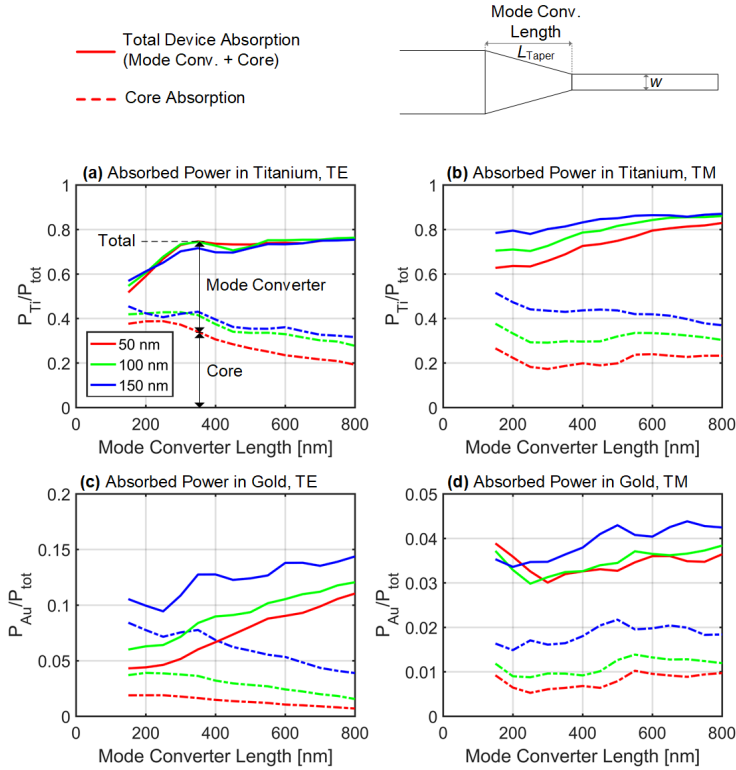 Total Device Absorption
(Mode Conv. + Core)
Core Absorption
Mode Conv.
Length
L_Taper
w
(a) Absorbed Power in Titanium, TE
P_Ti/P_tot
1
0.8
0.6
0.4
0.2
0
Total
Mode Converter
Core
50 nm
100 nm
150 nm
0 200 400 600 800
Mode Converter Length [nm]
(b) Absorbed Power in Titanium, TM
P_Ti/P_tot
1
0.8
0.6
0.4
0.2
0
0 200 400 600 800
Mode Converter Length [nm]
(c) Absorbed Power in Gold, TE
P_Au/P_tot
0.2
0.15
0.1
0.05
0
0 200 400 600 800
Mode Converter Length [nm]
(d) Absorbed Power in Gold, TM
P_Au/P_tot
0.05
0.04
0.03
0.02
0.01
0
0 200 400 600 800
Mode Converter Length [nm]